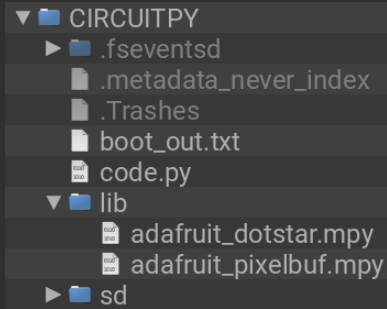 CIRCUITPY
.fseventsd
.metadata_never_index
.Trashes
boot_out.txt
code.py
lib
adafruit_dotstar.mpy
adafruit_pixelbuf.mpy
sd